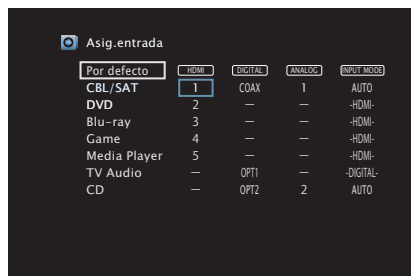 Asig.entrada
Por defecto HDMI DIGITAL ANALOG INPUT MODE
CBL/SAT 1 COAX 1 AUTO
DVD 2 — — -HDMI-
Blu-ray 3 — — -HDMI-
Game 4 — — -HDMI-
Media Player 5 — — -HDMI-
TV Audio — OPT1 — -DIGITAL-
CD — OPT2 2 AUTO